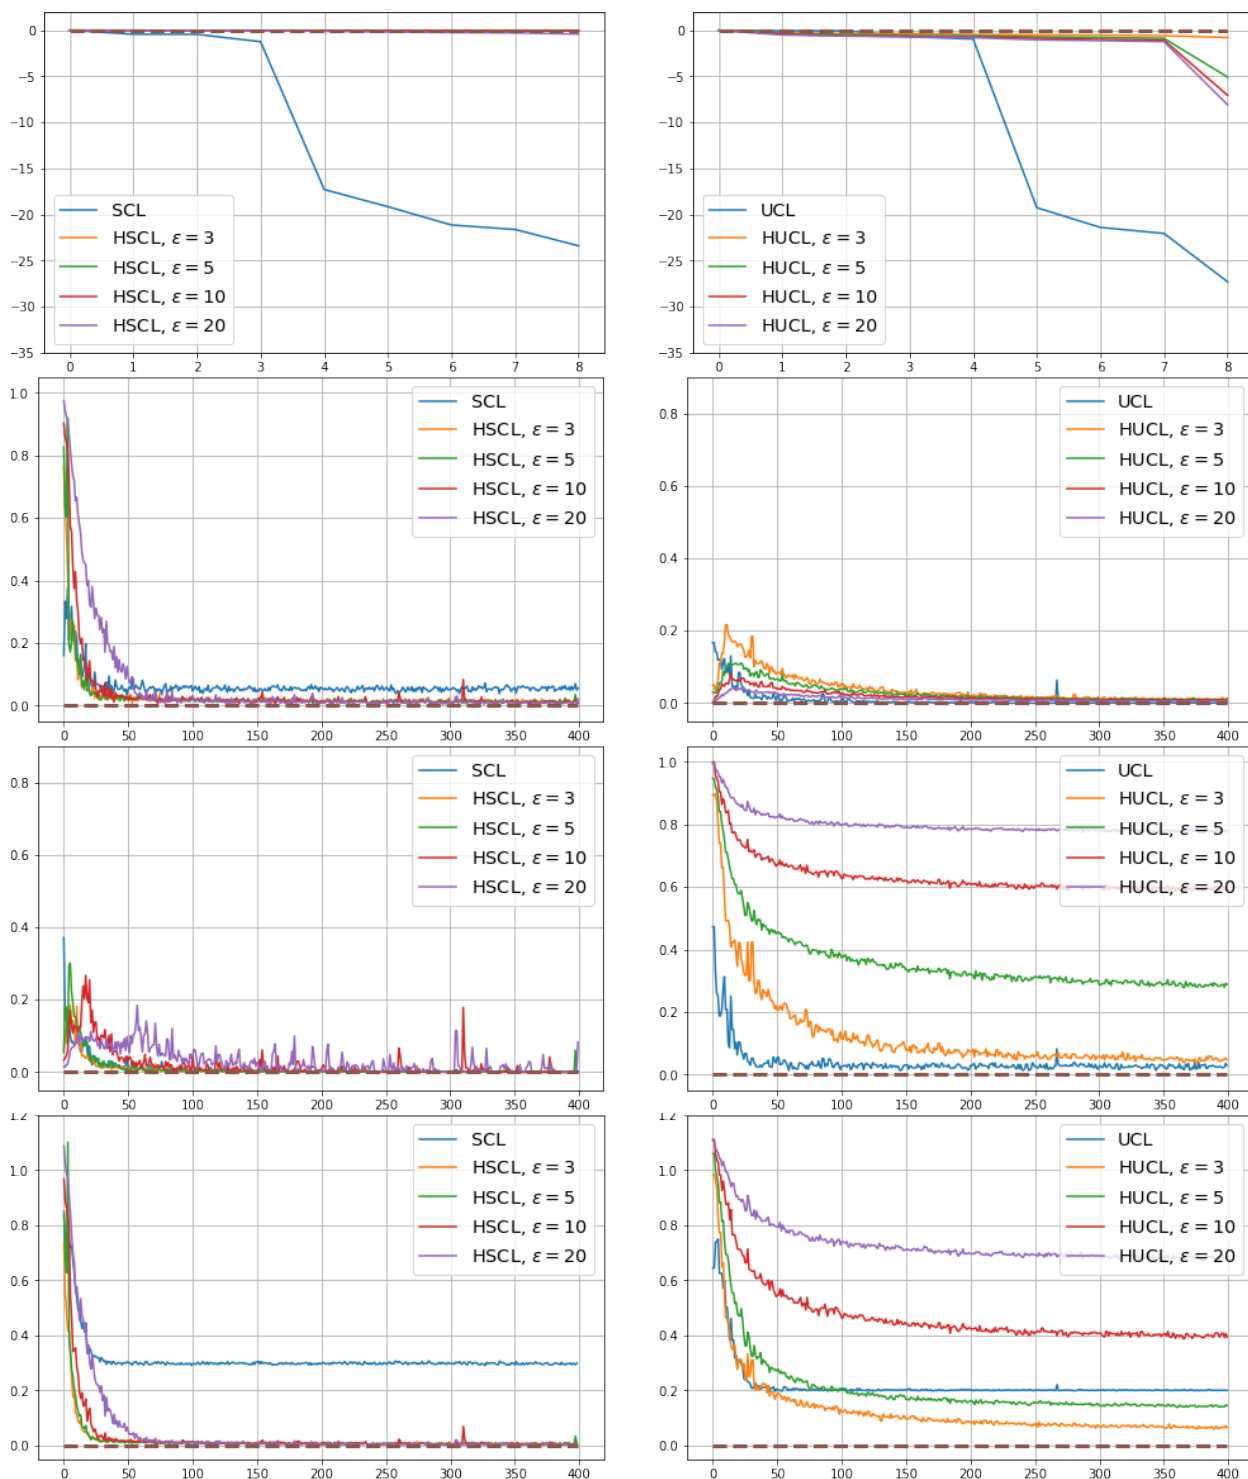 0
−5
−10
−15
−20
−25
−30
−35
SCL
HSCL, ε = 3
HSCL, ε = 5
HSCL, ε = 10
HSCL, ε = 20
0 1 2 3 4 5 6 7 8
0
−5
−10
−15
−20
−25
−30
−35
UCL
HUCL, ε = 3
HUCL, ε = 5
HUCL, ε = 10
HUCL, ε = 20
0 1 2 3 4 5 6 7 8
1.0
0.8
0.6
0.4
0.2
0.0
SCL
HSCL, ε = 3
HSCL, ε = 5
HSCL, ε = 10
HSCL, ε = 20
0 50 100 150 200 250 300 350 400
0.8
0.6
0.4
0.2
0.0
UCL
HUCL, ε = 3
HUCL, ε = 5
HUCL, ε = 10
HUCL, ε = 20
0 50 100 150 200 250 300 350 400
0.8
0.6
0.4
0.2
0.0
SCL
HSCL, ε = 3
HSCL, ε = 5
HSCL, ε = 10
HSCL, ε = 20
0 50 100 150 200 250 300 350 400
1.0
0.8
0.6
0.4
0.2
0.0
UCL
HUCL, ε = 3
HUCL, ε = 5
HUCL, ε = 10
HUCL, ε = 20
0 50 100 150 200 250 300 350 400
1.2
1.0
0.8
0.6
0.4
0.2
0.0
SCL
HSCL, ε = 3
HSCL, ε = 5
HSCL, ε = 10
HSCL, ε = 20
0 50 100 150 200 250 300 350 400
1.2
1.0
0.8
0.6
0.4
0.2
0.0
UCL
HUCL, ε = 3
HUCL, ε = 5
HUCL, ε = 10
HUCL, ε = 20
0 50 100 150 200 250 300 350 400